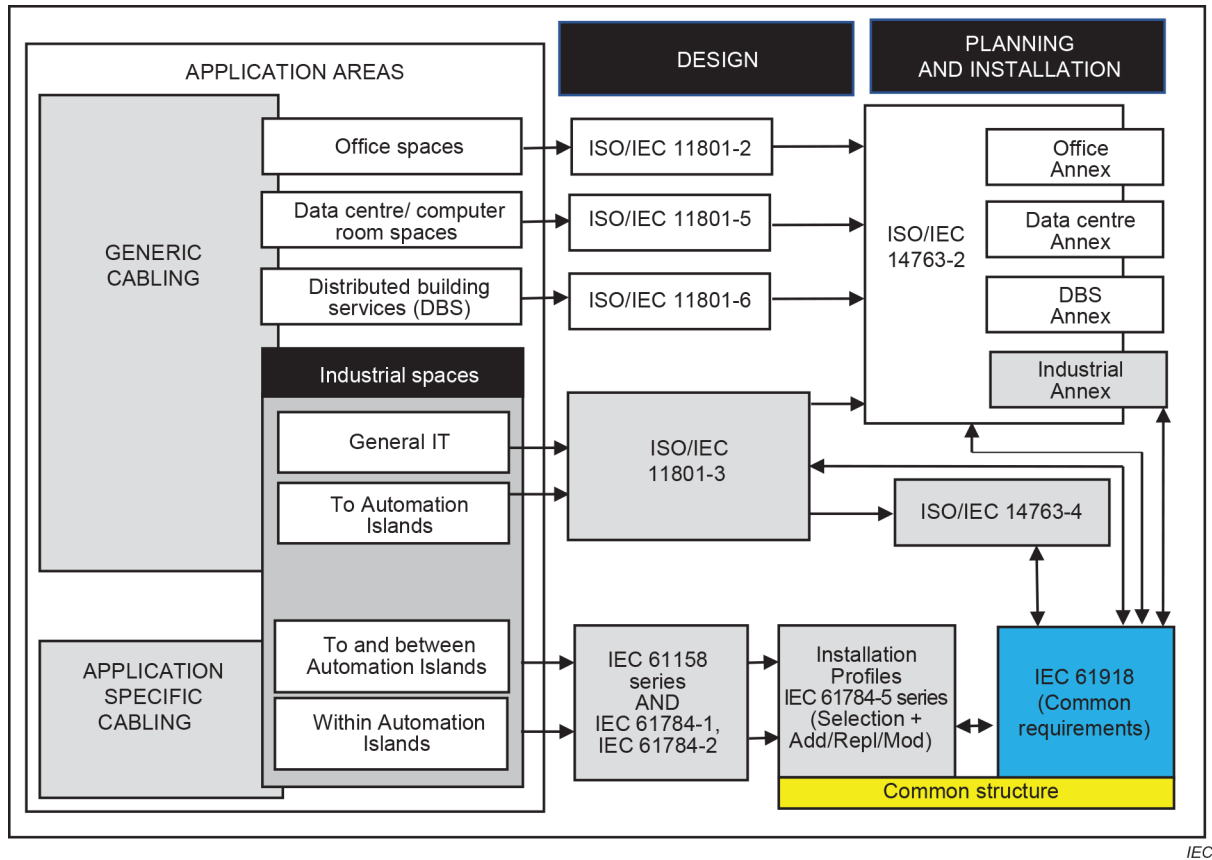 APPLICATION AREAS
DESIGN
PLANNING
AND INSTALLATION
GENERIC
CABLING
Office spaces
ISO/IEC 11801-2
Data centre/ computer
room spaces
ISO/IEC 11801-5
Distributed building
services (DBS)
ISO/IEC 11801-6
ISO/IEC
14763-2
Office
Annex
Data centre
Annex
DBS
Annex
Industrial
Annex
Industrial spaces
General IT
To Automation
Islands
ISO/IEC
11801-3
ISO/IEC 14763-4
APPLICATION
SPECIFIC
CABLING
To and between
Automation Islands
Within Automation
Islands
IEC 61158
series
AND
IEC 61784-1,
IEC 61784-2
Installation
Profiles
IEC 61784-5 series
(Selection +
Add/Repl/Mod)
IEC 61918
(Common
requirements)
Common structure
IEC